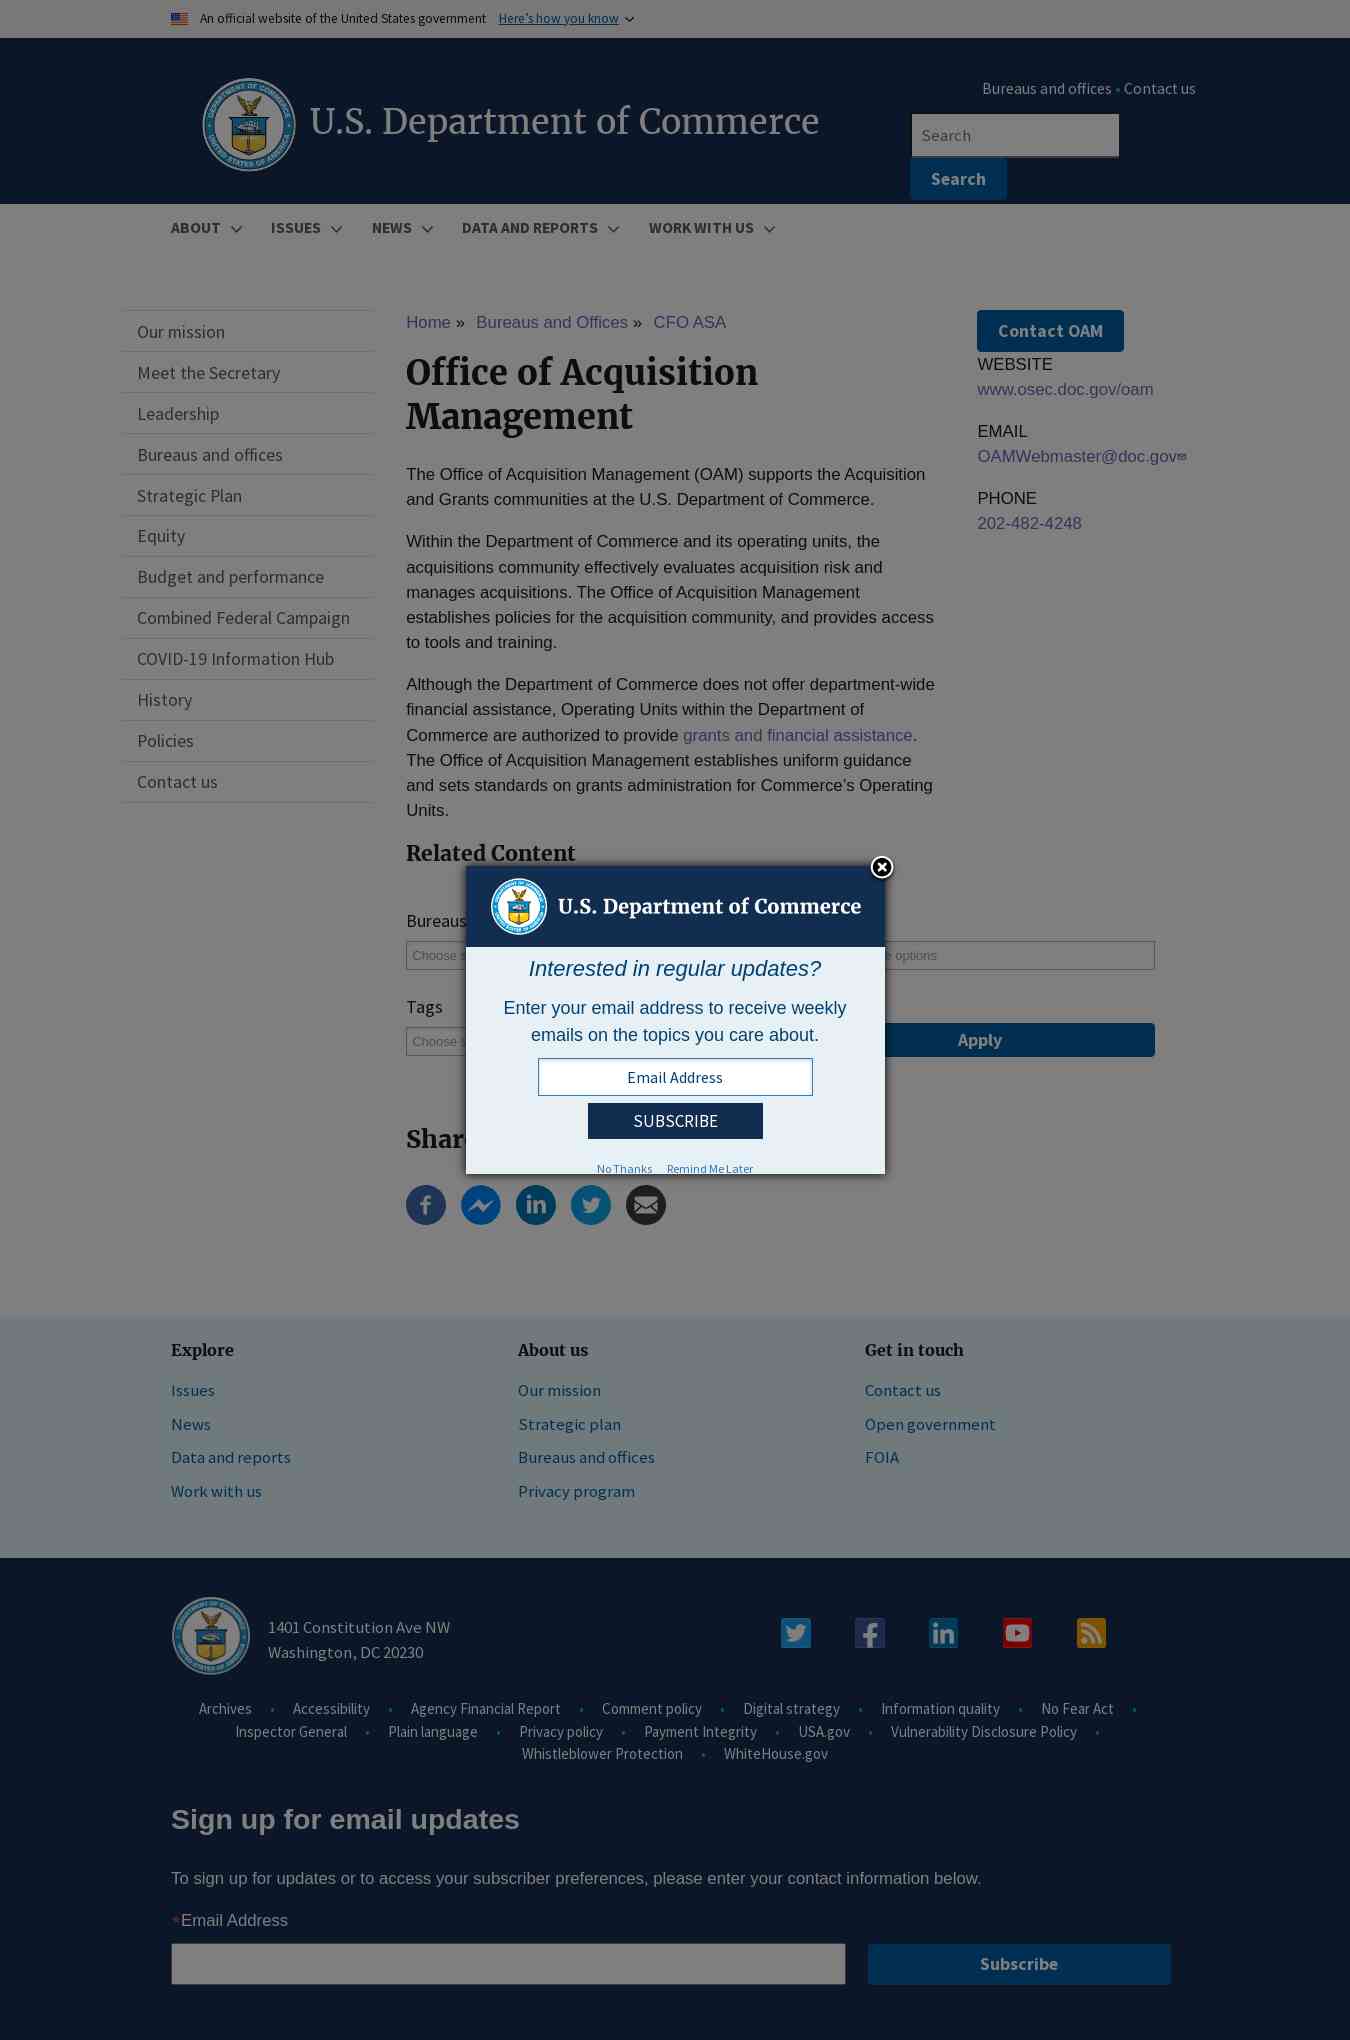 An official website of the United States government Here’s how you know
Bureaus and offices • Contact us
U.S. Department of Commerce
Search
Search
ABOUT ISSUES NEWS DATA AND REPORTS WORK WITH US
Our mission
Meet the Secretary
Leadership
Bureaus and offices
Strategic Plan
Equity
Budget and performance
Combined Federal Campaign
COVID-19 Information Hub
History
Policies
Contact us
Home » Bureaus and Offices » CFO ASA
Office of Acquisition
Management
The Office of Acquisition Management (OAM) supports the Acquisition
and Grants communities at the U.S. Department of Commerce.
Within the Department of Commerce and its operating units, the
acquisitions community effectively evaluates acquisition risk and
manages acquisitions. The Office of Acquisition Management
establishes policies for the acquisition community, and provides access
to tools and training.
Although the Department of Commerce does not offer department-wide
financial assistance, Operating Units within the Department of
Commerce are authorized to provide grants and financial assistance.
The Office of Acquisition Management establishes uniform guidance
and sets standards on grants administration for Commerce’s Operating
Units.
Related Content
Bureaus
Choose
options
Tags
Choose
Apply
Share
Contact OAM
WEBSITE
www.osec.doc.gov/oam
EMAIL
OAMWebmaster@doc.gov
PHONE
202-482-4248
U.S. Department of Commerce
Interested in regular updates?
Enter your email address to receive weekly
emails on the topics you care about.
Email Address
SUBSCRIBE
No Thanks Remind Me Later
Explore
Issues
News
Data and reports
Work with us
About us
Our mission
Strategic plan
Bureaus and offices
Privacy program
Get in touch
Contact us
Open government
FOIA
1401 Constitution Ave NW
Washington, DC 20230
Archives • Accessibility • Agency Financial Report • Comment policy • Digital strategy • Information quality • No Fear Act •
Inspector General • Plain language • Privacy policy • Payment Integrity • USA.gov • Vulnerability Disclosure Policy •
Whistleblower Protection • WhiteHouse.gov
Sign up for email updates
To sign up for updates or to access your subscriber preferences, please enter your contact information below.
*Email Address
Subscribe